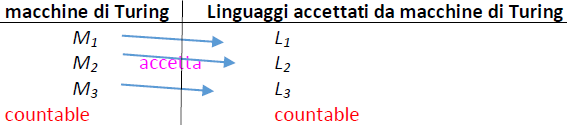 macchine di Turing Linguaggi accettati da macchine di Turing
M1 L1
M2 accetta L2
M3 L3
countable countable